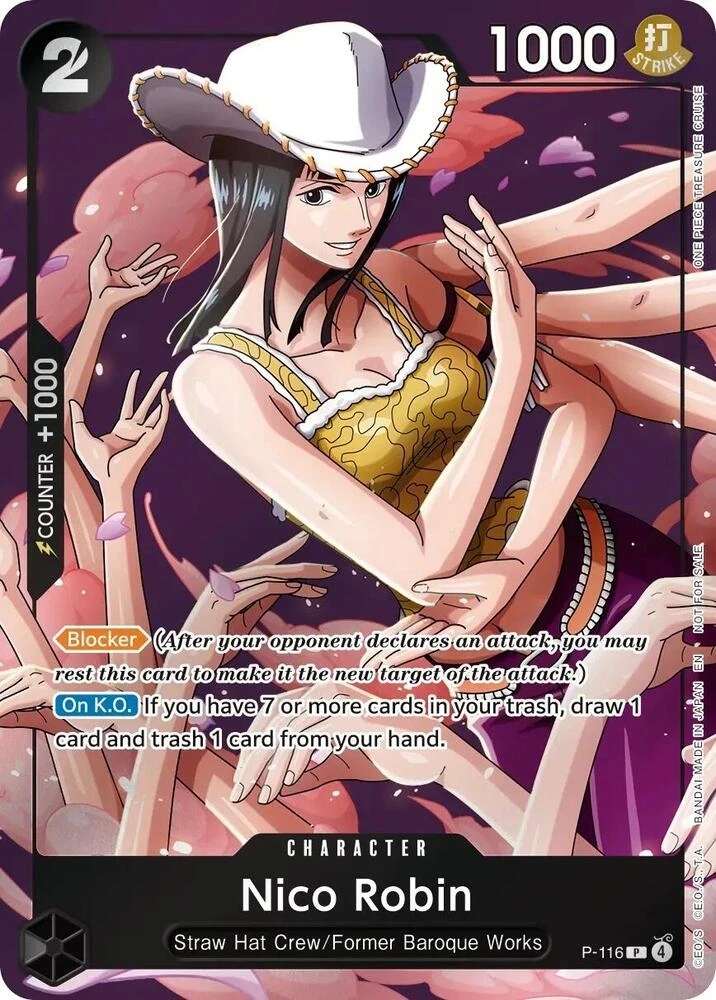 2
1000
打
STRIKE
ONE PIECE TREASURE CRUISE
COUNTER +1000
Blocker (After your opponent declares an attack, you may
rest this card to make it the new target of the attack.)
On K.O. If you have 7 or more cards in your trash, draw 1
card and trash 1 card from your hand.
CHARACTER
Nico Robin
Straw Hat Crew/Former Baroque Works
P-116 P 4
©E.O/S ©E.O./S., T.A. BANDAI MADE IN JAPAN EN NOT FOR SALE